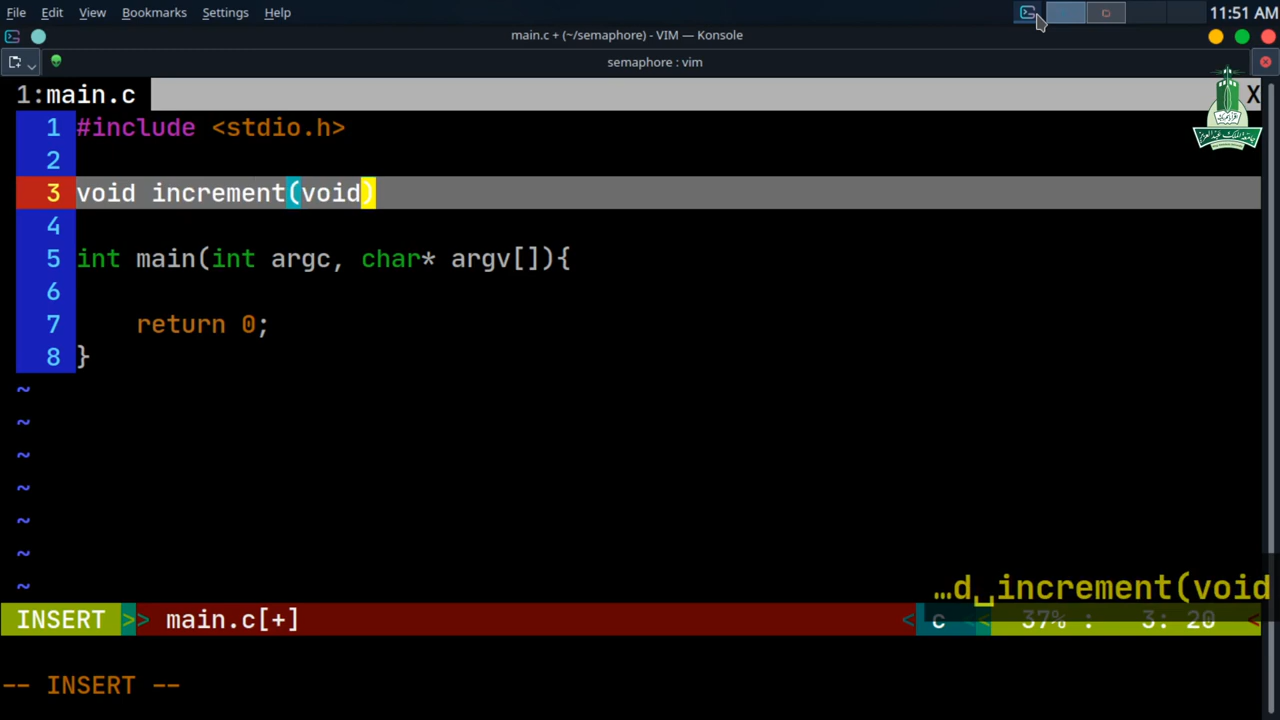 File Edit View Bookmarks Settings Help 11:51 AM
main.c + (~/semaphore) - VIM — Konsole
semaphore : vim
1:main.c X
1 #include <stdio.h>
2
3 void increment(void)
4
5 int main(int argc, char* argv[]){
6
7 return 0;
8 }
~
~
~
~
~
~
~
…d␣increment(void
INSERT >> main.c[+] < c < 37% : 3: 20 <
-- INSERT --